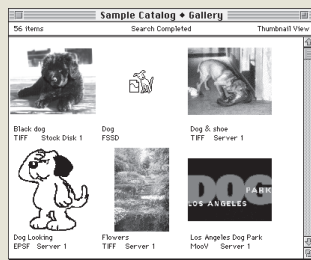 Sample Catalog ◆ Gallery
56 items Search Completed Thumbnail View
Black dog
TIFF Stock Disk 1
Dog
FSSD
Dog & shoe
TIFF Server 1
DOG
PARK
LOS ANGELES
Dog Looking
EPSF Server 1
Flowers
TIFF Server 1
Los Angeles Dog Park
MooV Server 1